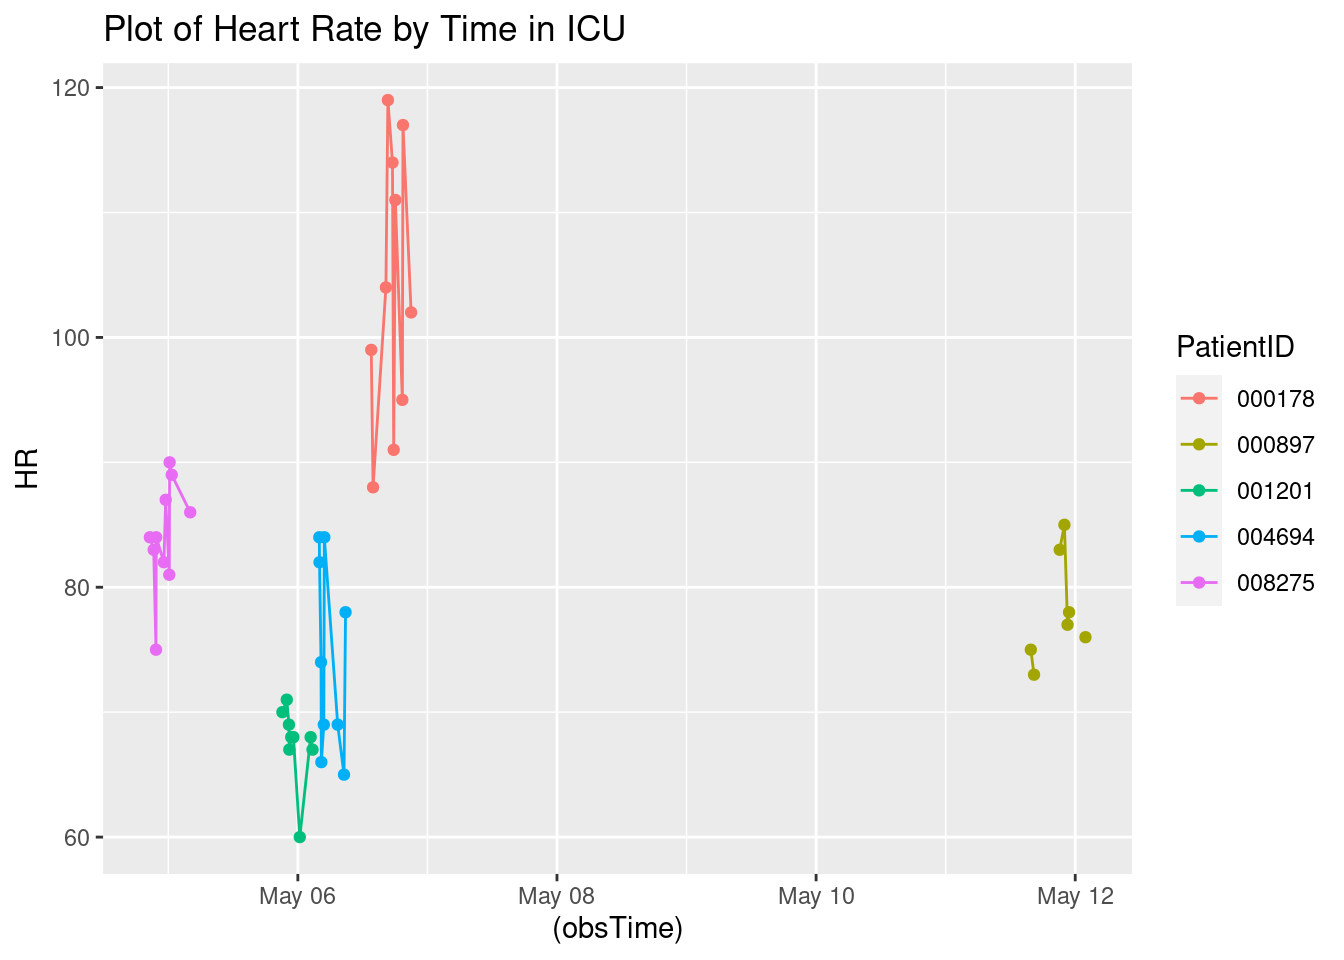 Plot of Heart Rate by Time in ICU
120
100
80
60
HR
May 06
May 08
May 10
May 12
(obsTime)
PatientID
000178
000897
001201
004694
008275